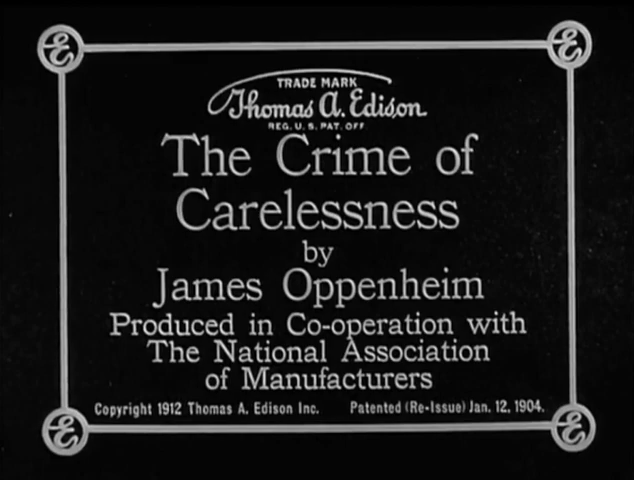 E E
TRADE MARK
Thomas A. Edison
REG. U. S. PAT. OFF.
The Crime of
Carelessness
by
James Oppenheim
Produced in Co-operation with
The National Association
of Manufacturers
Copyright 1912 Thomas A. Edison Inc. Patented (Re-Issue) Jan. 12, 1904.
E E